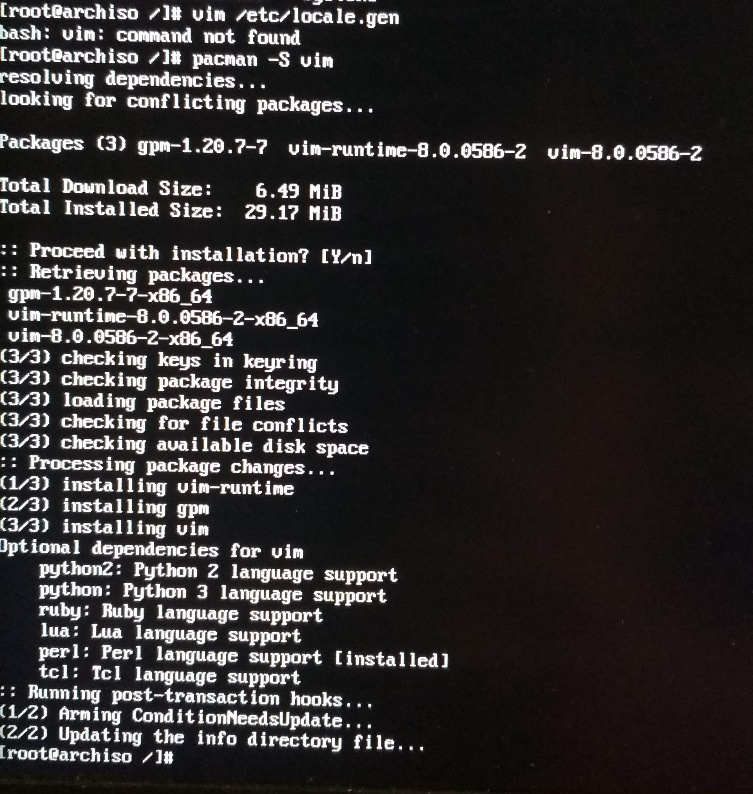 [root@archiso /]# vim /etc/locale.gen
bash: vim: command not found
[root@archiso /]# pacman -S vim
resolving dependencies...
looking for conflicting packages...

Packages (3) gpm-1.20.7-7  vim-runtime-8.0.0586-2  vim-8.0.0586-2

Total Download Size:    6.49 MiB
Total Installed Size:  29.17 MiB

:: Proceed with installation? [Y/n]
:: Retrieving packages...
 gpm-1.20.7-7-x86_64
 vim-runtime-8.0.0586-2-x86_64
 vim-8.0.0586-2-x86_64
(3/3) checking keys in keyring
(3/3) checking package integrity
(3/3) loading package files
(3/3) checking for file conflicts
(3/3) checking available disk space
:: Processing package changes...
(1/3) installing vim-runtime
(2/3) installing gpm
(3/3) installing vim
Optional dependencies for vim
    python2: Python 2 language support
    python: Python 3 language support
    ruby: Ruby language support
    lua: Lua language support
    perl: Perl language support [installed]
    tcl: Tcl language support
:: Running post-transaction hooks...
(1/2) Arming ConditionNeedsUpdate...
(2/2) Updating the info directory file...
[root@archiso /]#